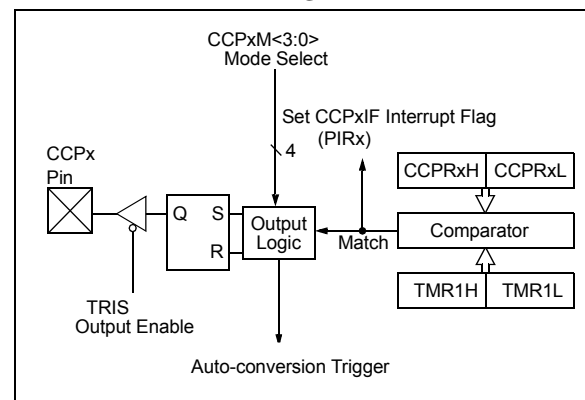 CCPxM<3:0>
Mode Select
Set CCPxIF Interrupt Flag
(PIRx)
4
CCPx
Pin
CCPRxH CCPRxL
Q S
R
Output
Logic
Match
Comparator
TMR1H TMR1L
TRIS
Output Enable
Auto-conversion Trigger